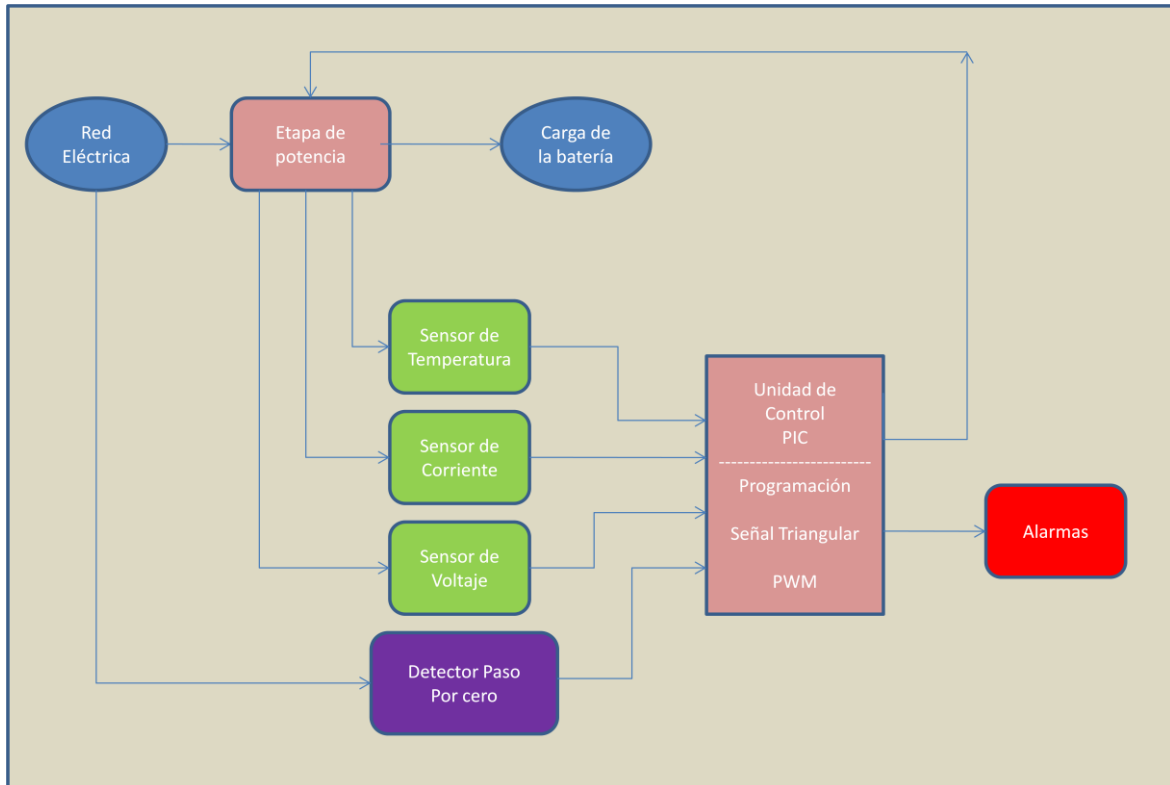 Red
Eléctrica
Etapa de
potencia
Carga de
la batería
Sensor de
Temperatura
Sensor de
Corriente
Sensor de
Voltaje
Detector Paso
Por cero
Unidad de
Control
PIC
-------------------------
Programación
Señal Triangular
PWM
Alarmas